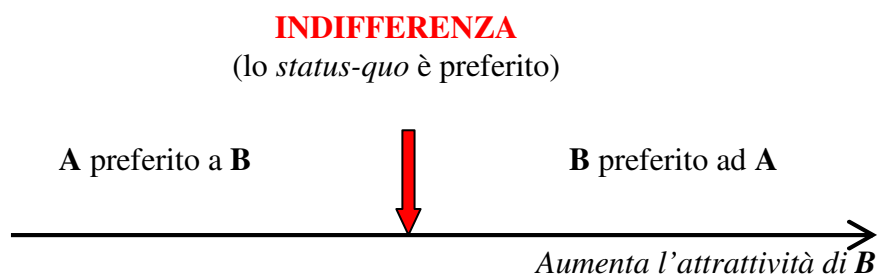 INDIFFERENZA
(lo status-quo è preferito)
A preferito a B
B preferito ad A
Aumenta l’attrattività di B